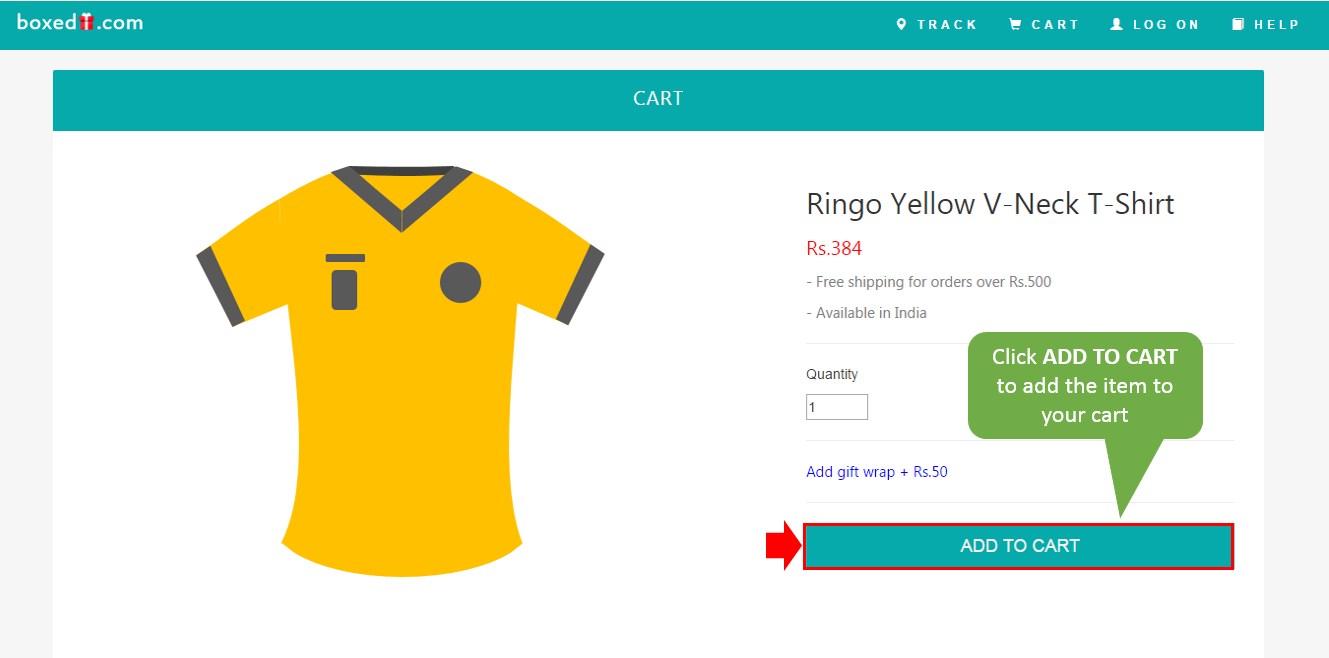 boxed.com
TRACK
CART
LOG ON
HELP
CART
Ringo Yellow V-Neck T-Shirt
Rs.384
- Free shipping for orders over Rs.500
- Available in India
Click ADD TO CART
to add the item to
your cart
Quantity
1
Add gift wrap + Rs.50
ADD TO CART